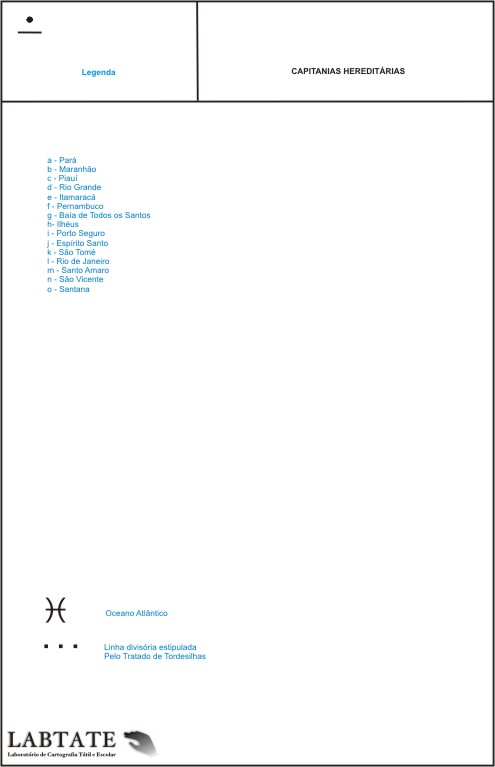 Legenda
CAPITANIAS HEREDITÁRIAS
a - Pará
b - Maranhão
c - Piauí
d - Rio Grande
e - Itamaracá
f - Pernambuco
g - Baía de Todos os Santos
h- Ilhéus
i - Porto Seguro
j - Espírito Santo
k - São Tomé
l - Rio de Janeiro
m - Santo Amaro
n - São Vicente
o - Santana
Oceano Atlântico
Linha divisória estipulada
Pelo Tratado de Tordesilhas
LABTATE
Laboratório de Cartografia Tátil e Escolar